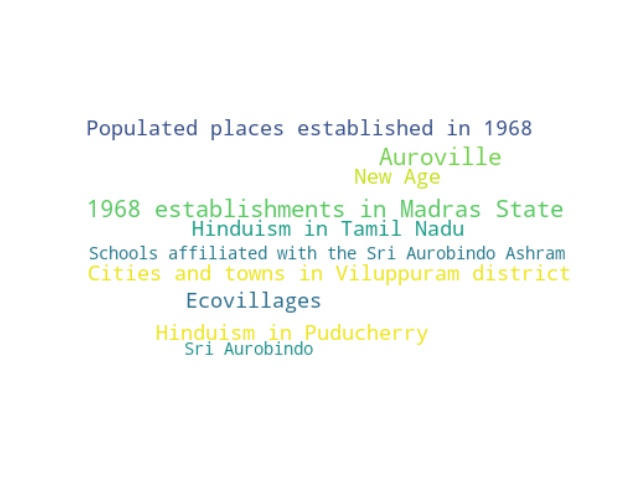 Populated places established in 1968
Auroville
New Age
1968 establishments in Madras State
Hinduism in Tamil Nadu
Schools affiliated with the Sri Aurobindo Ashram
Cities and towns in Viluppuram district
Ecovillages
Hinduism in Puducherry
Sri Aurobindo